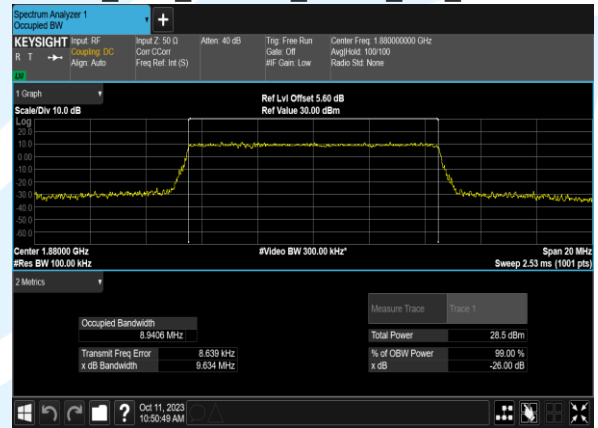 Spectrum Analyzer 1
Occupied BW
+
KEYSIGHT
R T
LV
Input: RF
Coupling: DC
Align: Auto
Input Z: 50 Ω
Corr CCorr
Freq Ref: Int (S)
Atten: 40 dB
Trig: Free Run
Gate: Off
#IF Gain: Low
Center Freq: 1.880000000 GHz
Avg|Hold: 100/100
Radio Std: None
1 Graph
Scale/Div 10.0 dB
Ref Lvl Offset 5.60 dB
Ref Value 30.00 dBm
Log
20.0
10.0
0.00
-10.0
-20.0
-30.0
-40.0
-50.0
-60.0
Center 1.88000 GHz
#Res BW 100.00 kHz
#Video BW 300.00 kHz*
Span 20 MHz
Sweep 2.53 ms (1001 pts)
2 Metrics
Occupied Bandwidth
8.9406 MHz
Transmit Freq Error 8.639 kHz
x dB Bandwidth 9.634 MHz
Measure Trace Trace 1
Total Power 28.5 dBm
% of OBW Power 99.00 %
x dB -26.00 dB
?
Oct 11, 2023
10:50:49 AM